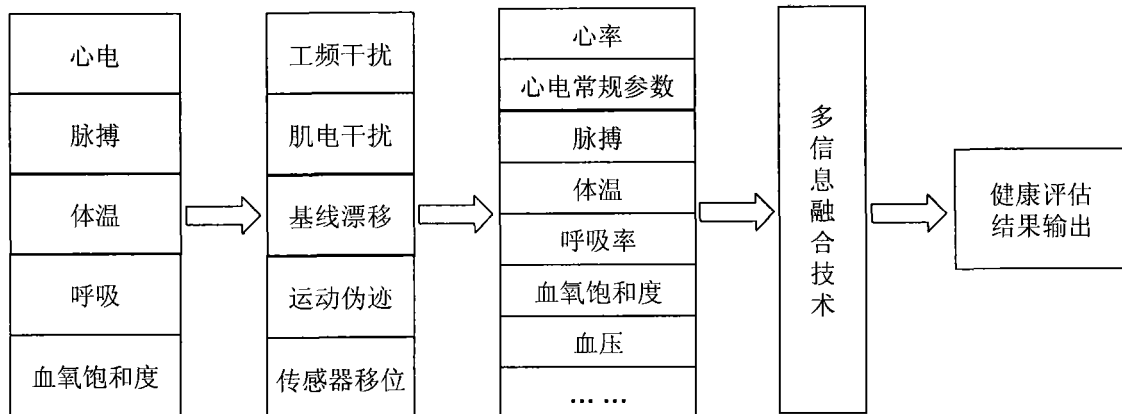 心电
脉搏
体温
呼吸
血氧饱和度
工频干扰
肌电干扰
基线漂移
运动伪迹
传感器移位
心率
心电常规参数
脉搏
体温
呼吸率
血氧饱和度
血压
… …
多信息融合技术
健康评估
结果输出